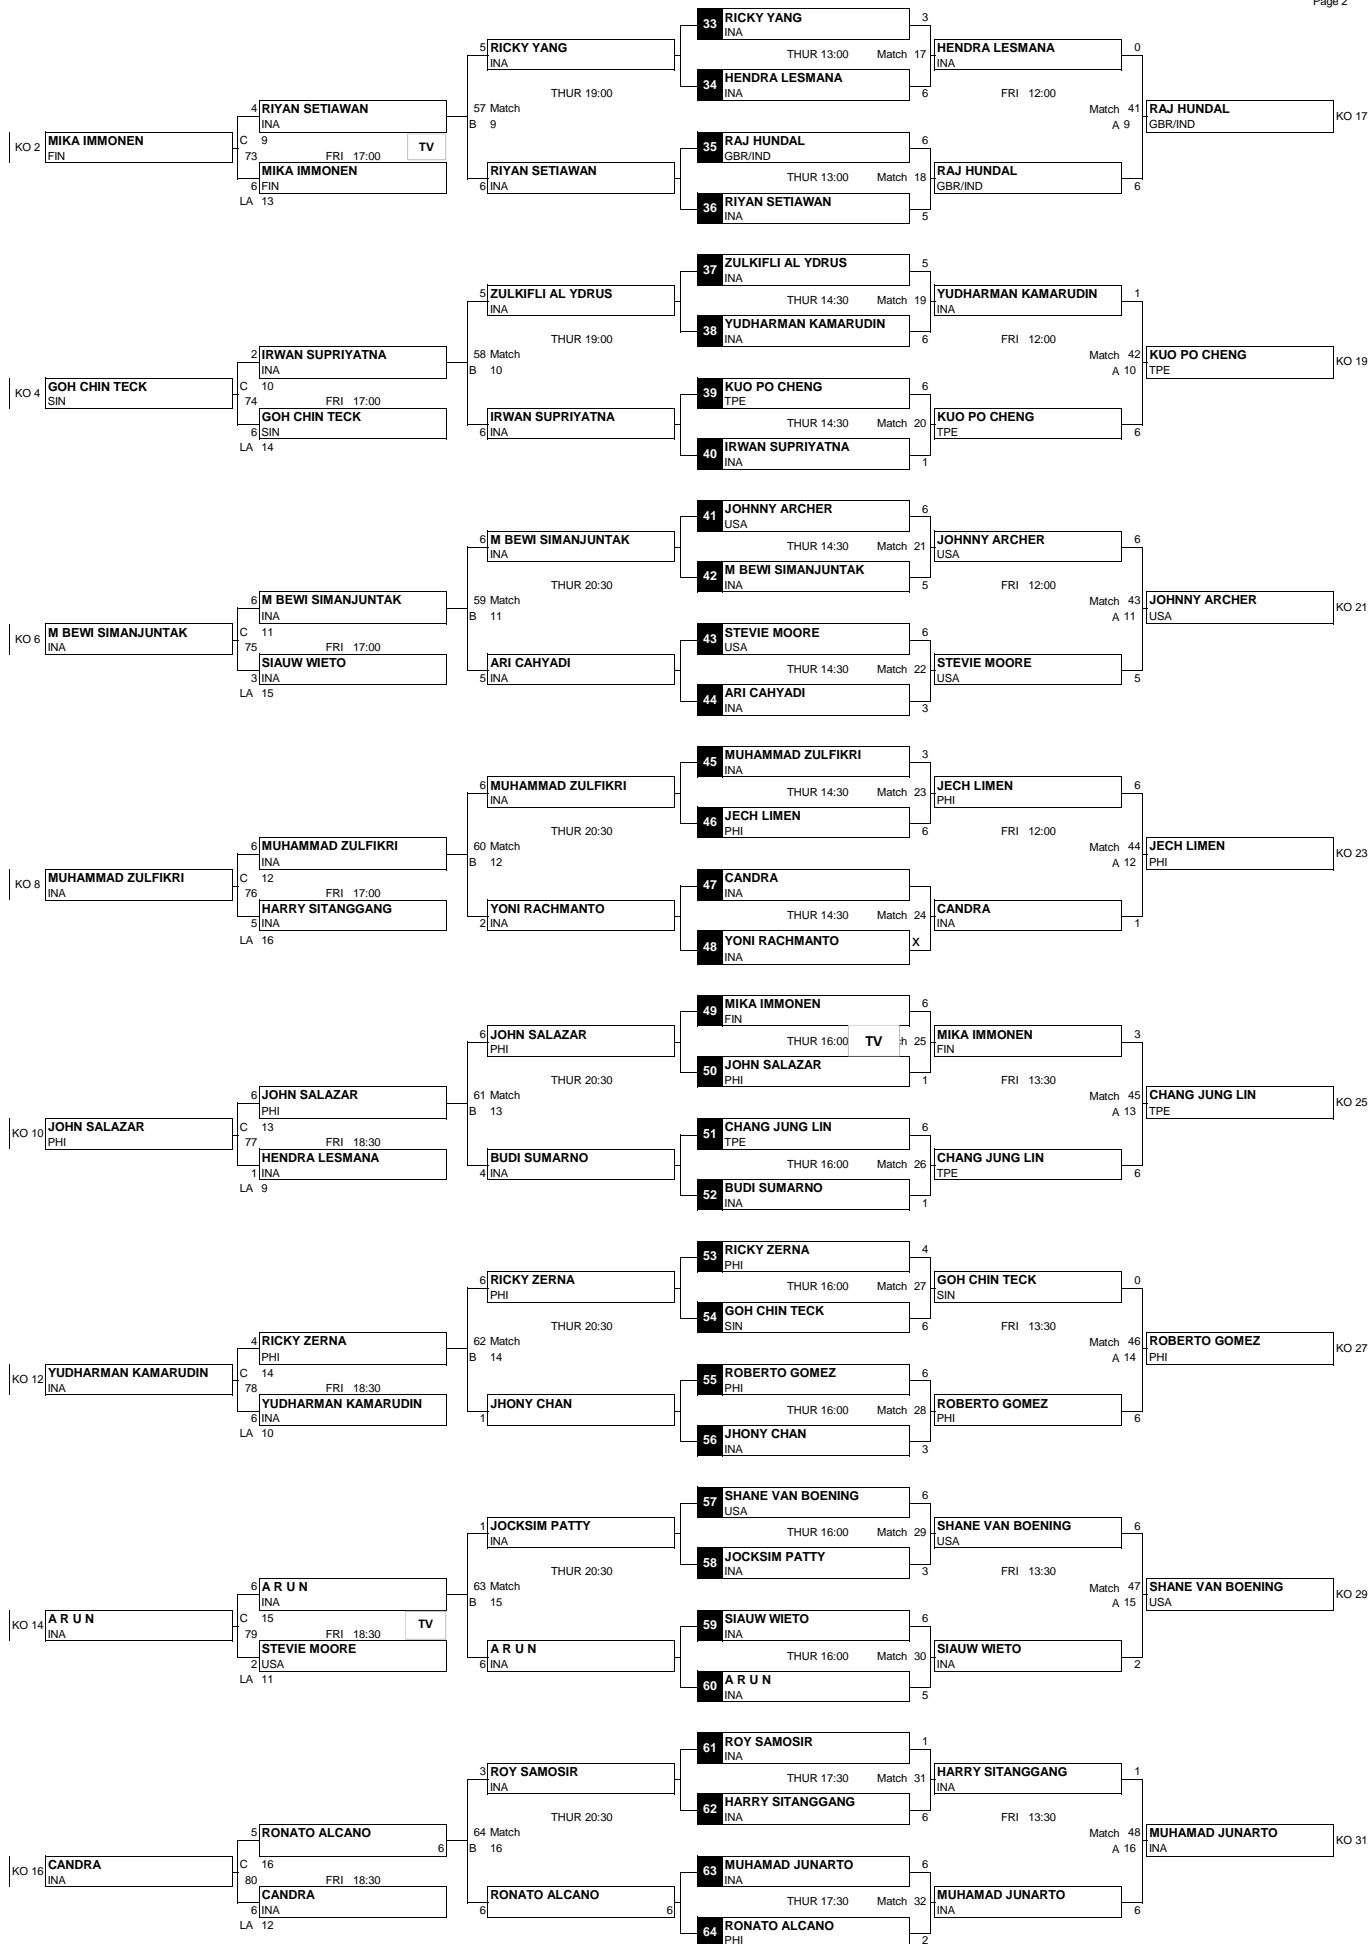 Page 2
33 RICKY YANG 3
INA
5 RICKY YANG THUR 13:00 Match 17 HENDRA LESMANA 0
INA INA
34 HENDRA LESMANA
THUR 19:00 INA 6 FRI 12:00
4 RIYAN SETIAWAN 57 Match Match 41 RAJ HUNDAL KO 17
INA B 9 A 9 GBR/IND
KO 2 MIKA IMMONEN C 9 TV 35 RAJ HUNDAL 6
FIN 73 FRI 17:00 GBR/IND
MIKA IMMONEN RIYAN SETIAWAN THUR 13:00 Match 18 RAJ HUNDAL
6 FIN 6 INA GBR/IND 6
LA 13 36 RIYAN SETIAWAN
INA 5
37 ZULKIFLI AL YDRUS 5
INA
5 ZULKIFLI AL YDRUS THUR 14:30 Match 19 YUDHARMAN KAMARUDIN 1
INA INA
38 YUDHARMAN KAMARUDIN
THUR 19:00 INA 6 FRI 12:00
2 IRWAN SUPRIYATNA 58 Match Match 42 KUO PO CHENG KO 19
INA B 10 A 10 TPE
KO 4 GOH CHIN TECK C 10 39 KUO PO CHENG 6
SIN 74 FRI 17:00 TPE
GOH CHIN TECK IRWAN SUPRIYATNA THUR 14:30 Match 20 KUO PO CHENG
6 SIN 6 INA TPE 6
LA 14 40 IRWAN SUPRIYATNA
INA 1
41 JOHNNY ARCHER 6
USA
6 M BEWI SIMANJUNTAK THUR 14:30 Match 21 JOHNNY ARCHER 6
INA USA
42 M BEWI SIMANJUNTAK
THUR 20:30 INA 5 FRI 12:00
6 M BEWI SIMANJUNTAK 59 Match Match 43 JOHNNY ARCHER KO 21
INA B 11 A 11 USA
KO 6 M BEWI SIMANJUNTAK C 11 43 STEVIE MOORE 6
INA 75 FRI 17:00 USA
SIAUW WIETO ARI CAHYADI THUR 14:30 Match 22 STEVIE MOORE
3 INA 5 INA USA 5
LA 15 44 ARI CAHYADI
INA 3
45 MUHAMMAD ZULFIKRI 3
INA
6 MUHAMMAD ZULFIKRI THUR 14:30 Match 23 JECH LIMEN 6
INA PHI
46 JECH LIMEN
THUR 20:30 PHI 6 FRI 12:00
6 MUHAMMAD ZULFIKRI 60 Match Match 44 JECH LIMEN KO 23
INA B 12 A 12 PHI
KO 8 MUHAMMAD ZULFIKRI C 12 47 CANDRA
INA 76 FRI 17:00 INA
HARRY SITANGGANG YONI RACHMANTO THUR 14:30 Match 24 CANDRA
5 INA 2 INA INA 1
LA 16 48 YONI RACHMANTO X
INA
49 MIKA IMMONEN 6
FIN
6 JOHN SALAZAR THUR 16:00 TV h 25 MIKA IMMONEN 3
PHI FIN
50 JOHN SALAZAR
THUR 20:30 PHI 1 FRI 13:30
6 JOHN SALAZAR 61 Match Match 45 CHANG JUNG LIN KO 25
PHI B 13 A 13 TPE
KO 10 JOHN SALAZAR C 13 51 CHANG JUNG LIN 6
PHI 77 FRI 18:30 TPE
HENDRA LESMANA BUDI SUMARNO THUR 16:00 Match 26 CHANG JUNG LIN
1 INA 4 INA TPE 6
LA 9 52 BUDI SUMARNO
INA 1
53 RICKY ZERNA 4
PHI
6 RICKY ZERNA THUR 16:00 Match 27 GOH CHIN TECK 0
PHI SIN
54 GOH CHIN TECK
THUR 20:30 SIN 6 FRI 13:30
4 RICKY ZERNA 62 Match Match 46 ROBERTO GOMEZ KO 27
PHI B 14 A 14 PHI
KO 12 YUDHARMAN KAMARUDIN C 14 55 ROBERTO GOMEZ 6
INA 78 FRI 18:30 PHI
YUDHARMAN KAMARUDIN JHONY CHAN THUR 16:00 Match 28 ROBERTO GOMEZ
6 INA 1 PHI 6
LA 10 56 JHONY CHAN
INA 3
57 SHANE VAN BOENING 6
USA
1 JOCKSIM PATTY THUR 16:00 Match 29 SHANE VAN BOENING 6
INA USA
58 JOCKSIM PATTY
THUR 20:30 INA 3 FRI 13:30
6 A R U N 63 Match Match 47 SHANE VAN BOENING KO 29
INA B 15 A 15 USA
KO 14 A R U N C 15 TV 59 SIAUW WIETO 6
INA 79 FRI 18:30 INA
STEVIE MOORE A R U N THUR 16:00 Match 30 SIAUW WIETO
2 USA 6 INA INA 2
LA 11 60 A R U N
INA 5
61 ROY SAMOSIR 1
INA
3 ROY SAMOSIR THUR 17:30 Match 31 HARRY SITANGGANG 1
INA INA
62 HARRY SITANGGANG
THUR 20:30 INA 6 FRI 13:30
5 RONATO ALCANO 64 Match Match 48 MUHAMAD JUNARTO KO 31
6 B 16 A 16 INA
KO 16 CANDRA C 16 63 MUHAMAD JUNARTO 6
INA 80 FRI 18:30 INA
CANDRA RONATO ALCANO THUR 17:30 Match 32 MUHAMAD JUNARTO
6 INA 6 6 INA 6
LA 12 64 RONATO ALCANO
PHI 2